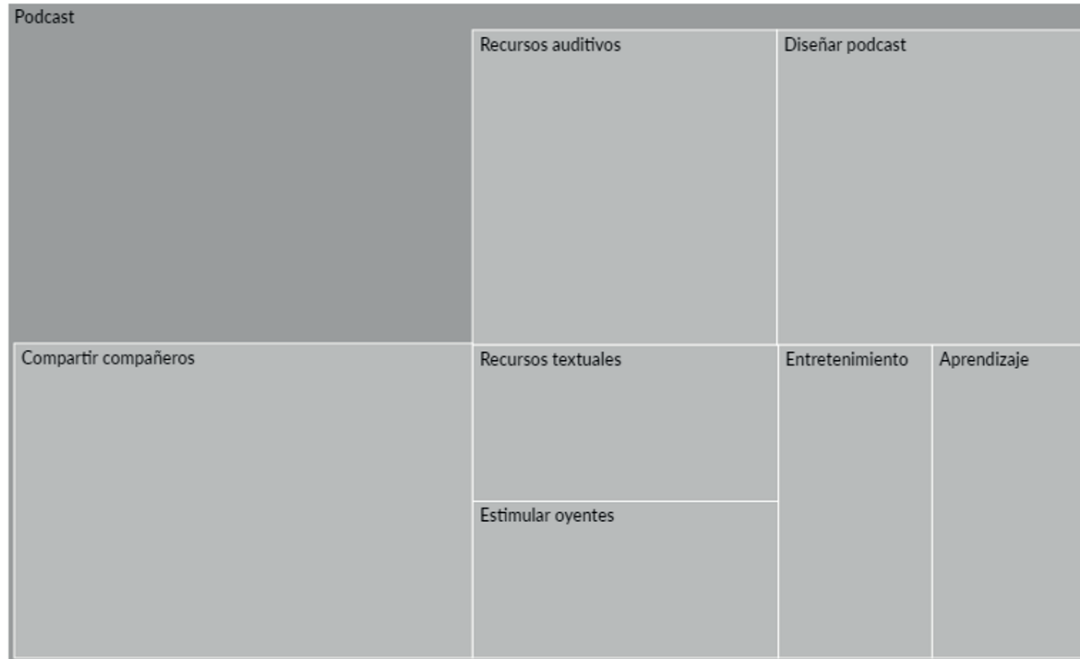 Podcast
Recursos auditivos
Diseñar podcast
Compartir compañeros
Recursos textuales
Entretenimiento
Aprendizaje
Estimular oyentes